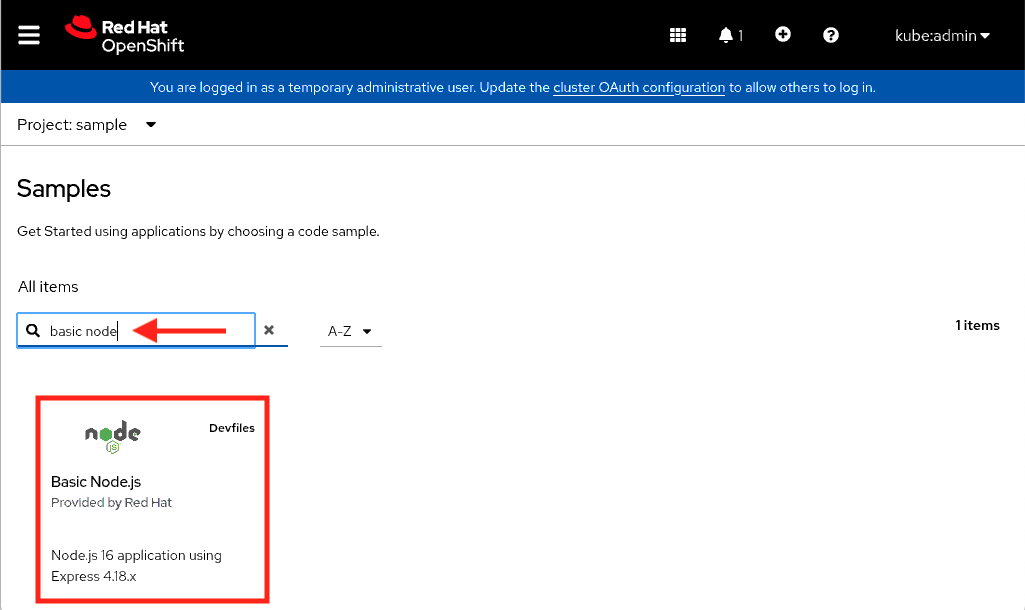 Red Hat
OpenShift
1
kube:admin
You are logged in as a temporary administrative user. Update the cluster OAuth configuration to allow others to log in.
Project: sample
Samples
Get Started using applications by choosing a code sample.
All items
basic node
A-Z
1 items
node
JS
Devfiles
Basic Node.js
Provided by Red Hat
Node.js 16 application using
Express 4.18.x